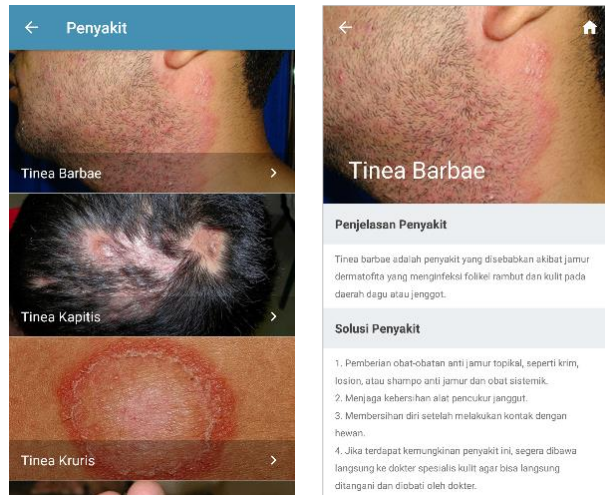 Penyakit
Tinea Barbae
Tinea Kapitis
Tinea Kruris
Tinea Barbae
Penjelasan Penyakit
Tinea barbae adalah penyakit yang disebabkan akibat jamur
dermatofita yang menginfeksi folikel rambut dan kulit pada
daerah dagu atau jenggot.
Solusi Penyakit
1. Pemberian obat-obatan anti jamur topikal, seperti krim,
losion, atau shampo anti jamur dan obat sistemik.
2. Menjaga kebersihan alat pencukur janggut.
3. Membersihan diri setelah melakukan kontak dengan
hewan.
4. Jika terdapat kemungkinan penyakit ini, segera dibawa
langsung ke dokter spesialis kulit agar bisa langsung
ditangani dan diobati oleh dokter.